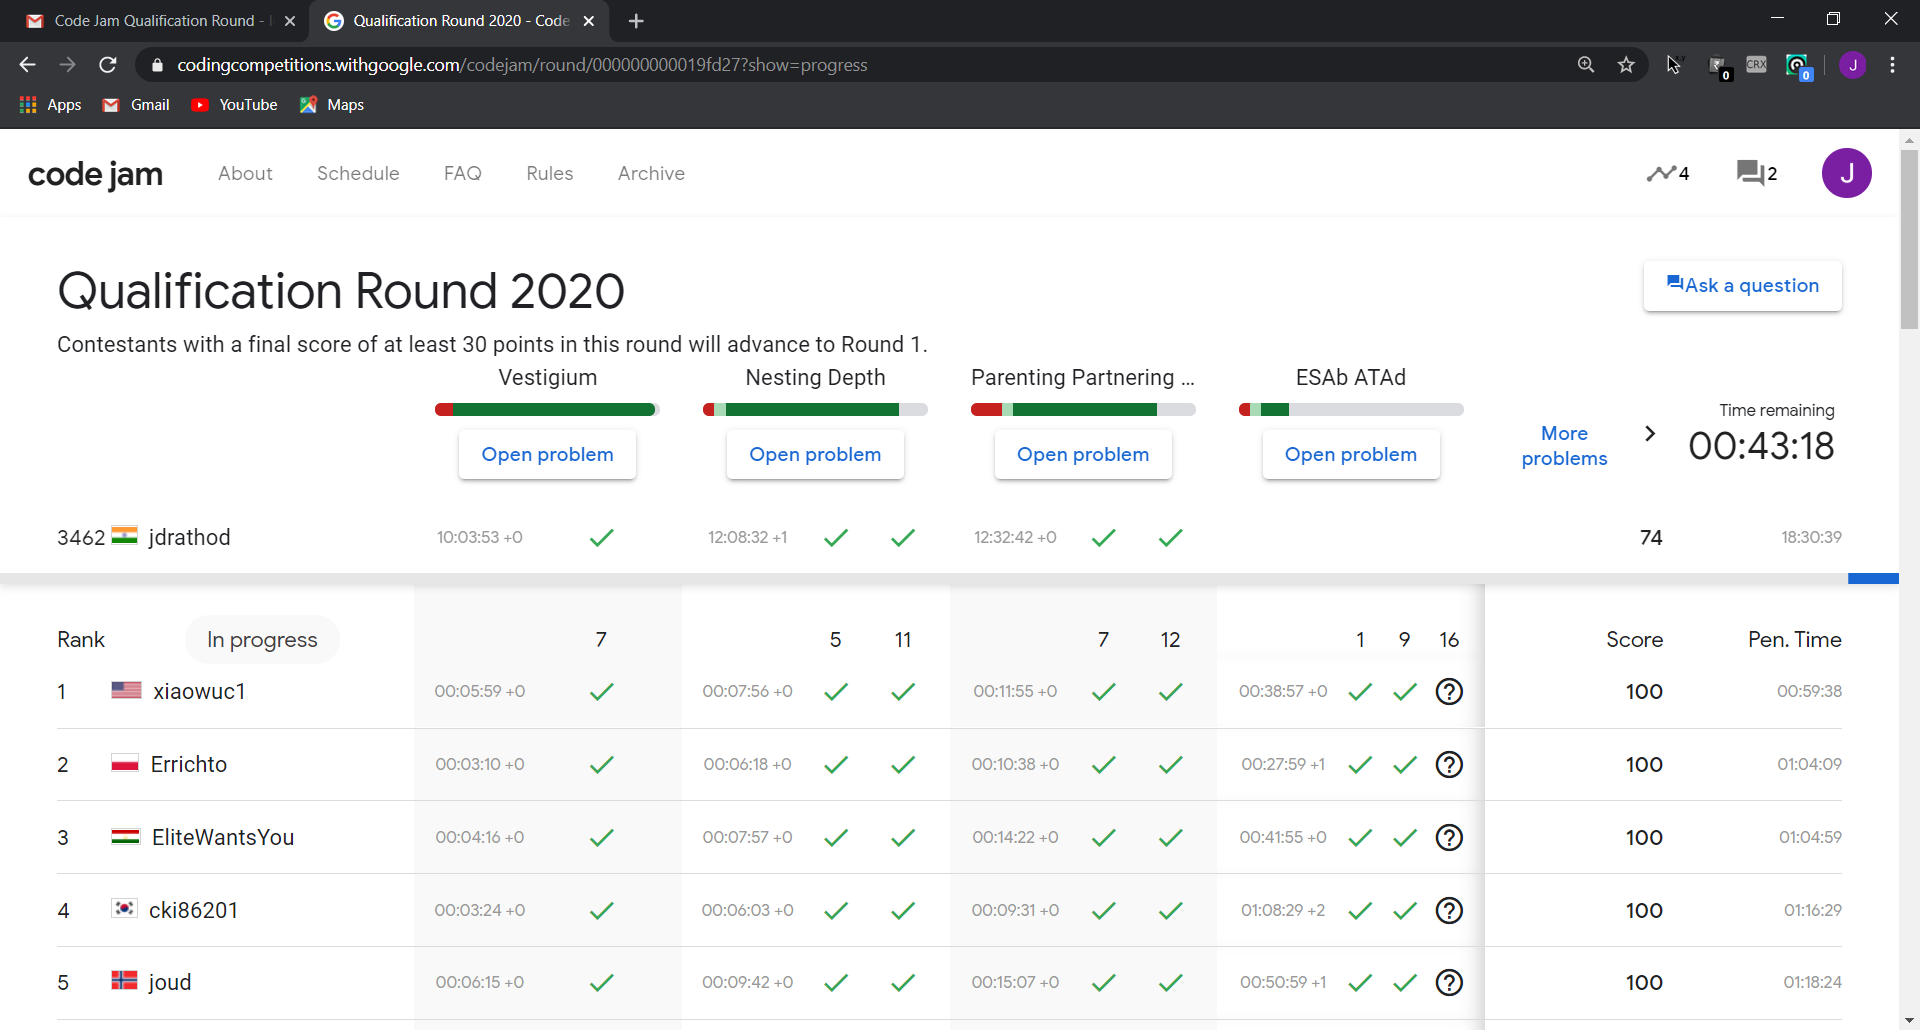 Code Jam Qualification Round -
Qualification Round 2020 - Code
codingcompetitions.withgoogle.com/codejam/round/000000000019fd27?show=progress
0 CRX 0 J
Apps Gmail YouTube Maps
code jam About Schedule FAQ Rules Archive 4 2 J
Qualification Round 2020
Ask a question
Contestants with a final score of at least 30 points in this round will advance to Round 1.
Vestigium Nesting Depth Parenting Partnering ... ESAb ATAd
Time remaining
More problems
00:43:18
Open problem Open problem Open problem Open problem
3462 jdrathod 10:03:53 +0 12:08:32 +1 12:32:42 +0 74 18:30:39
Rank In progress 7 5 11 7 12 1 9 16 Score Pen. Time
1 xiaowuc1 00:05:59 +0 00:07:56 +0 00:11:55 +0 00:38:57 +0 ? 100 00:59:38
2 Errichto 00:03:10 +0 00:06:18 +0 00:10:38 +0 00:27:59 +1 ? 100 01:04:09
3 EliteWantsYou 00:04:16 +0 00:07:57 +0 00:14:22 +0 00:41:55 +0 ? 100 01:04:59
4 cki86201 00:03:24 +0 00:06:03 +0 00:09:31 +0 01:08:29 +2 ? 100 01:16:29
5 joud 00:06:15 +0 00:09:42 +0 00:15:07 +0 00:50:59 +1 ? 100 01:18:24